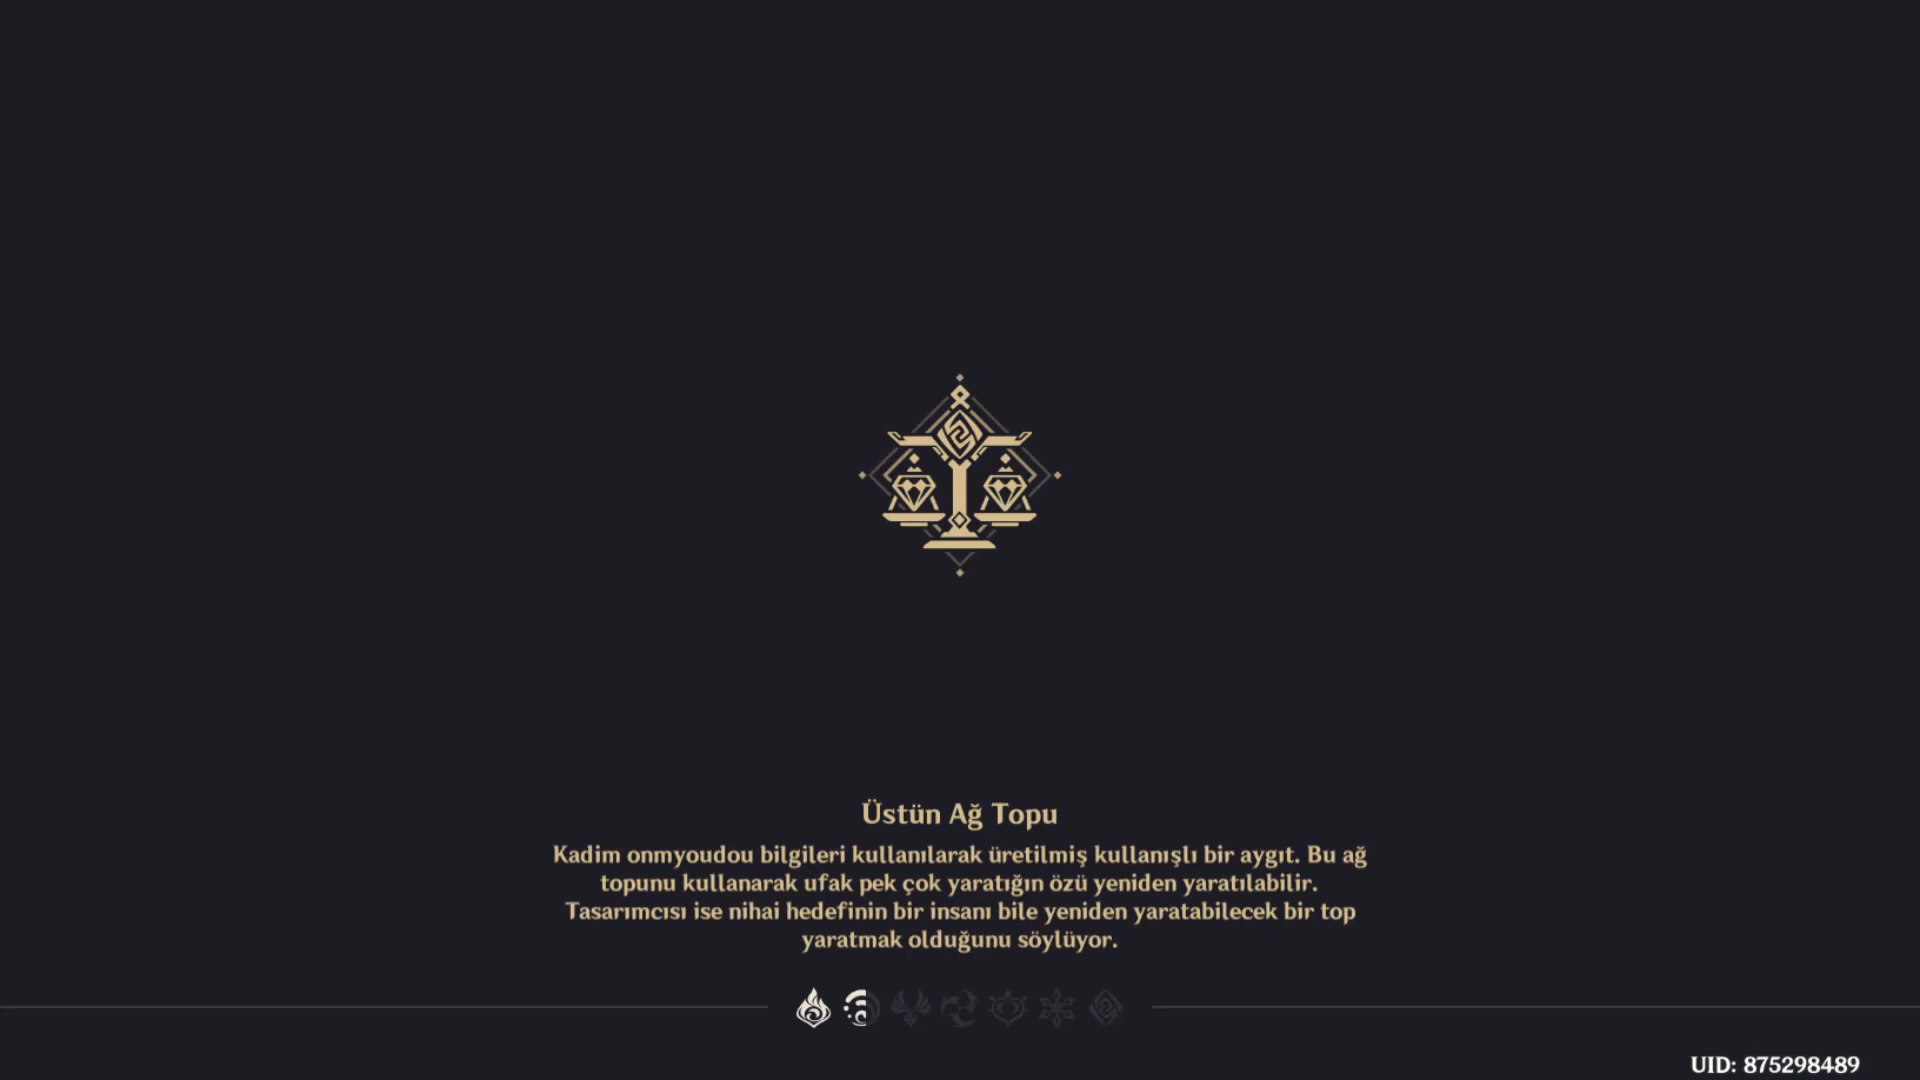 Üstün Ağ Topu
Kadim onmyoudou bilgileri kullanılarak üretilmiş kullanışlı bir aygıt. Bu ağ
topunu kullanarak ufak pek çok yaratığın özü yeniden yaratılabilir.
Tasarımcısı ise nihai hedefinin bir insanı bile yeniden yaratabilecek bir top
yaratmak olduğunu söylüyor.
UID: 875298489